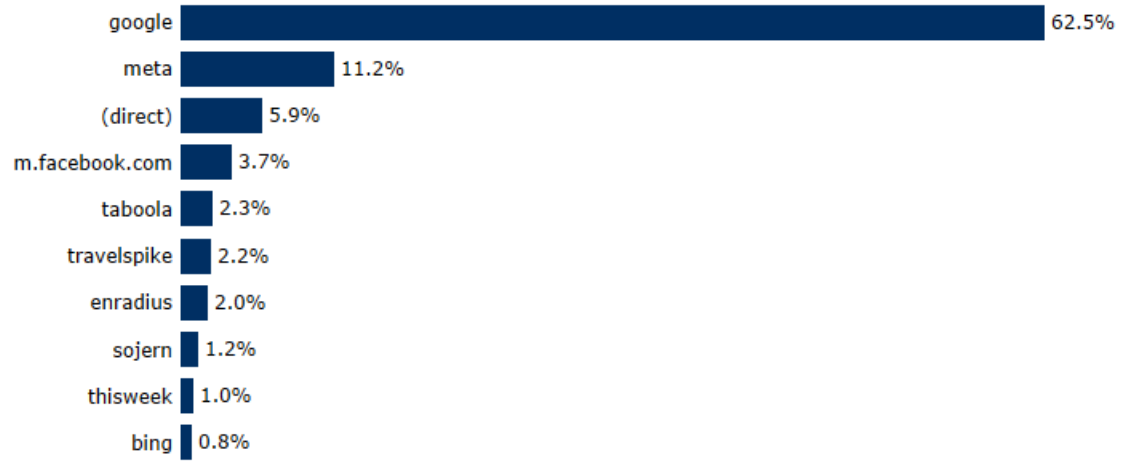 google 62.5%
meta 11.2%
(direct) 5.9%
m.facebook.com 3.7%
taboola 2.3%
travelspike 2.2%
enradius 2.0%
sojern 1.2%
thisweek 1.0%
bing 0.8%